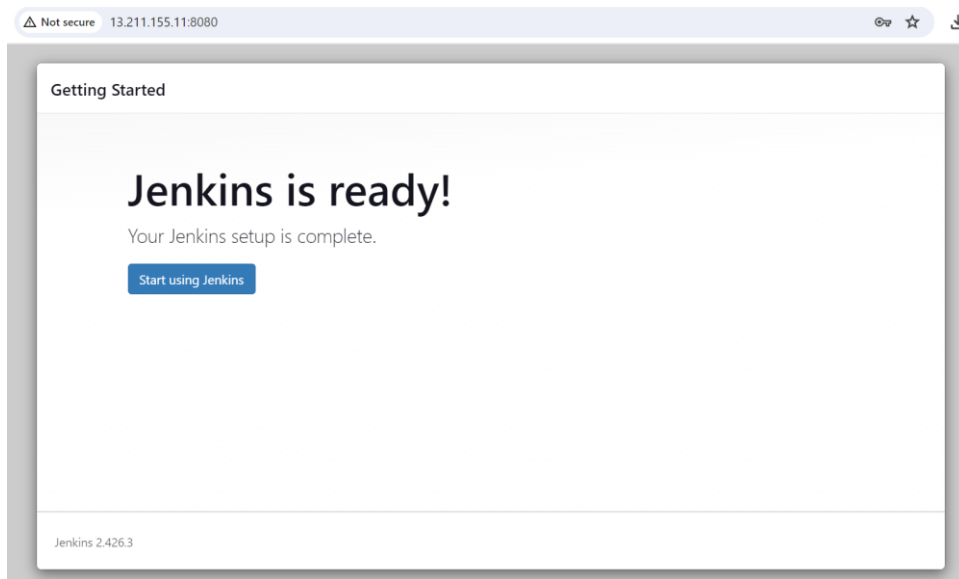 Not secure 13.211.155.11:8080
Getting Started
Jenkins is ready!
Your Jenkins setup is complete.
Start using Jenkins
Jenkins 2.426.3